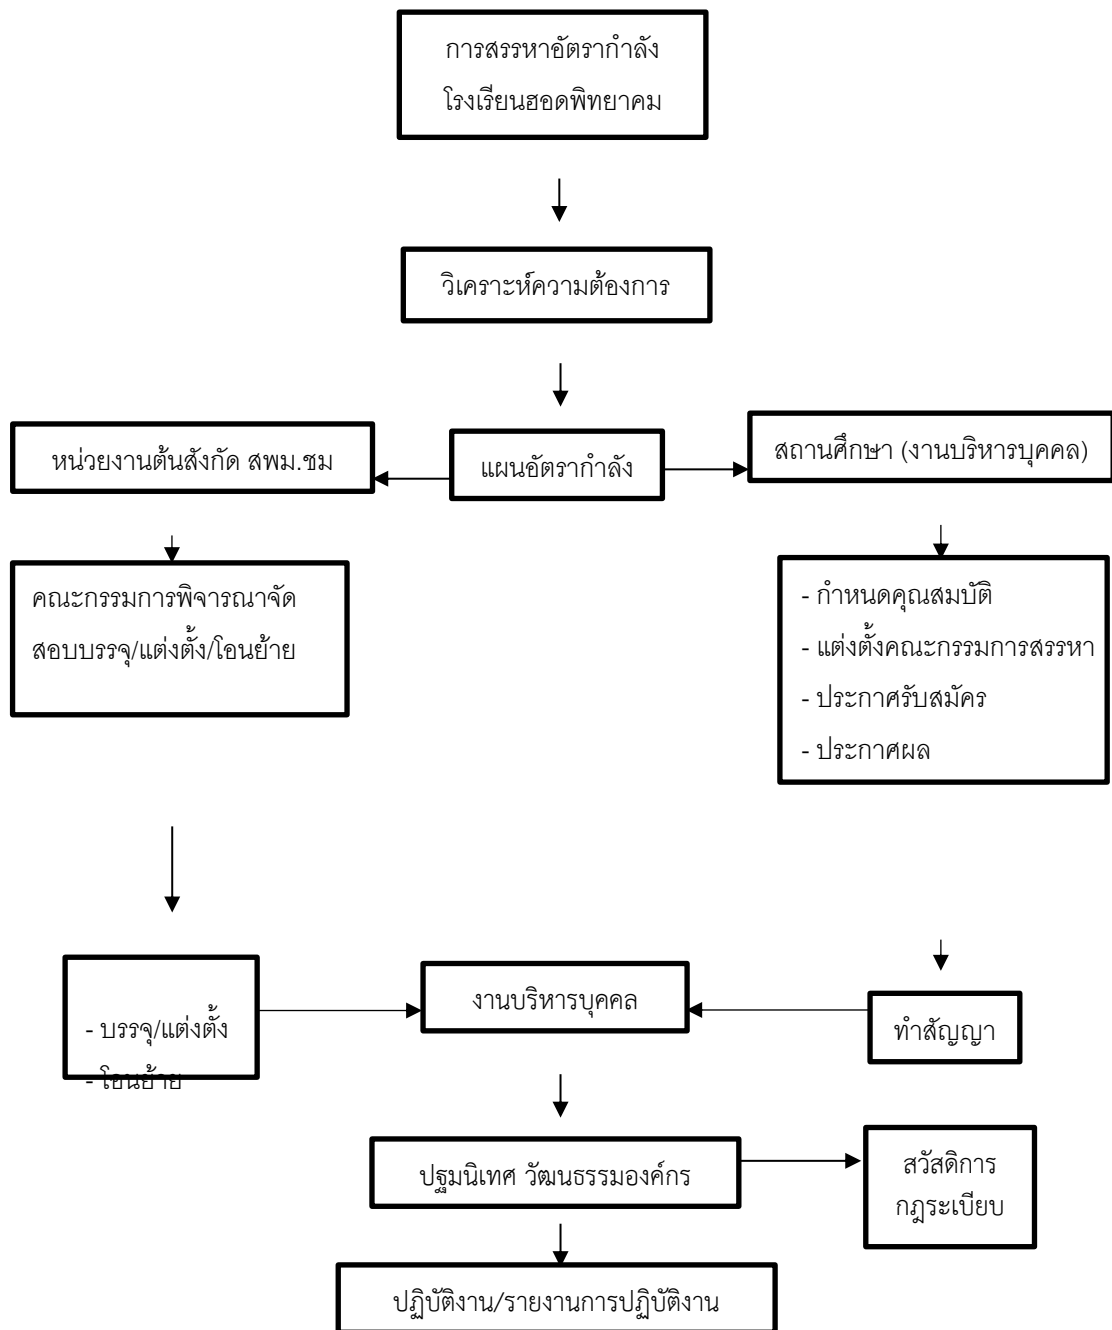 การสรรหาอัตรากำลัง
โรงเรียนฮอดพิทยาคม
วิเคราะห์ความต้องการ
หน่วยงานต้นสังกัด สพม.ชม
แผนอัตรากำลัง
สถานศึกษา (งานบริหารบุคคล)
คณะกรรมการพิจารณาจัด
สอบบรรจุ/แต่งตั้ง/โอนย้าย
- กำหนดคุณสมบัติ
- แต่งตั้งคณะกรรมการสรรหา
- ประกาศรับสมัคร
- ประกาศผล
- บรรจุ/แต่งตั้ง
- โอนย้าย
งานบริหารบุคคล
ทำสัญญา
ปฐมนิเทศ วัฒนธรรมองค์กร
สวัสดิการ
กฎระเบียบ
ปฏิบัติงาน/รายงานการปฏิบัติงาน